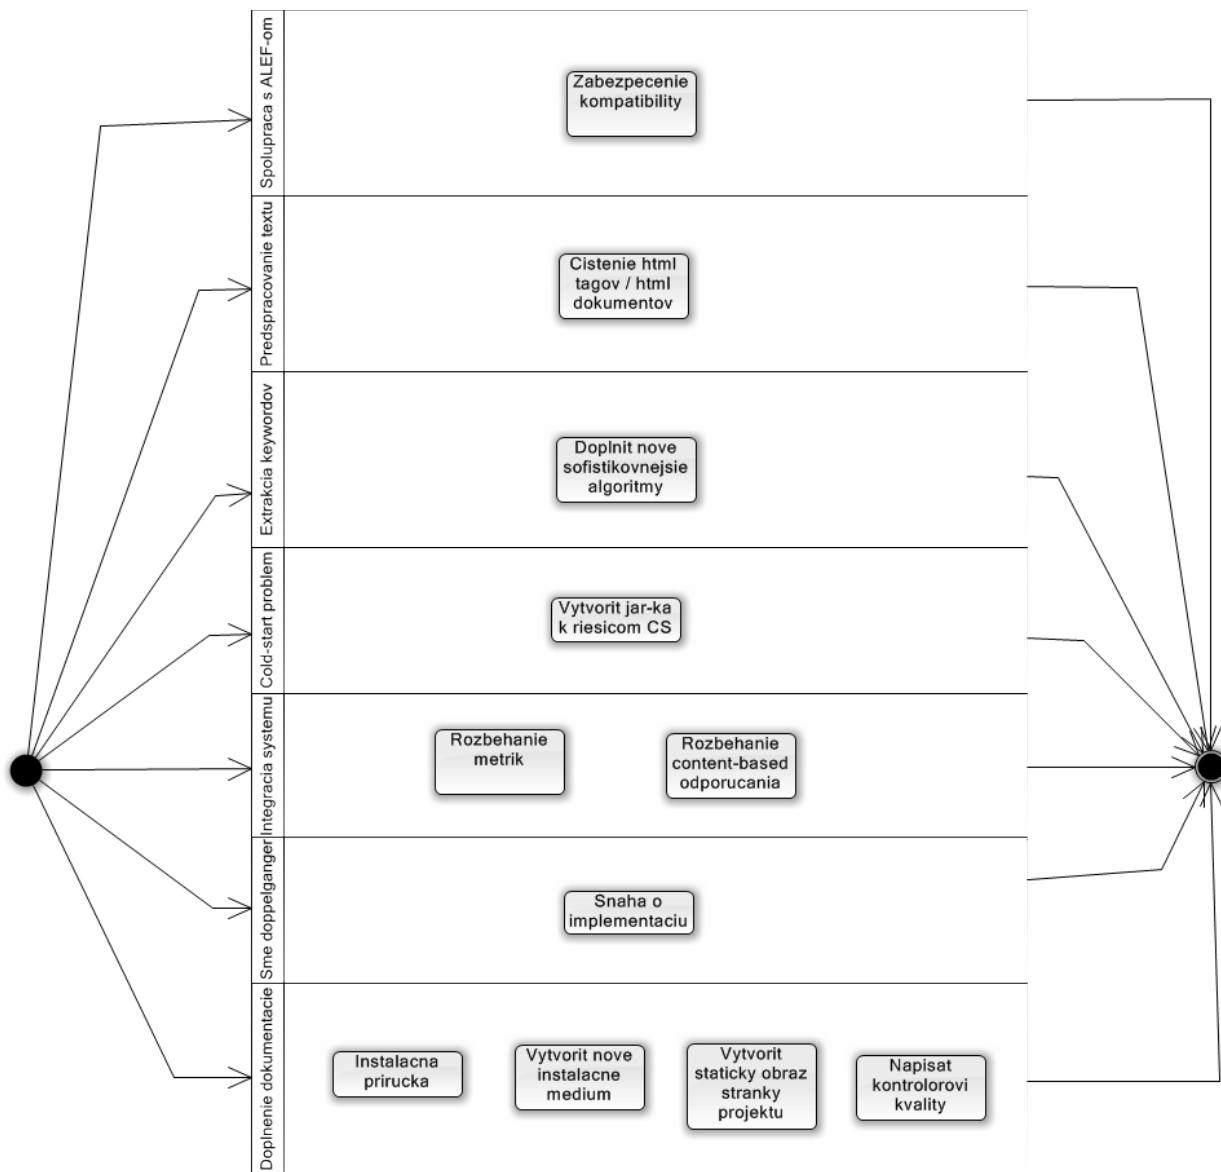 Spolupraca s ALEF-om
Zabezpecenie
kompatibility
Predspracovanie textu
Cistenie html
tagov / html
dokumentov
Extrakcia keywordov
Doplnit nove
sofistikovnejsie
algoritmy
Cold-start problem
Vytvorit jar-ka
k riesicom CS
Integracia systemu
Rozbehanie
metrik
Rozbehanie
content-based
odporucania
Sme doppelganger
Snaha o
implementaciu
Doplnenie dokumentacie
Instalacna
prirucka
Vytvorit nove
instalacne
medium
Vytvorit
staticky obraz
stranky
projektu
Napisat
kontrolorovi
kvality